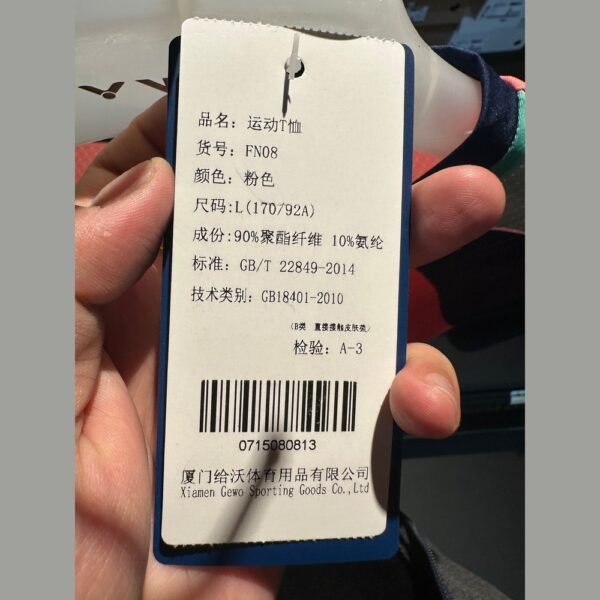 品名：运动T恤
货号：FN08
颜色：粉色
尺码:L(170/92A)
成份:90%聚酯纤维 10%氨纶
标准：GB/T 22849-2014
技术类别：GB18401-2010
（B类 直接接触皮肤类）
检验：A-3
0715080813
厦门给沃体育用品有限公司
Xiamen Gewo Sporting Goods Co.,Ltd